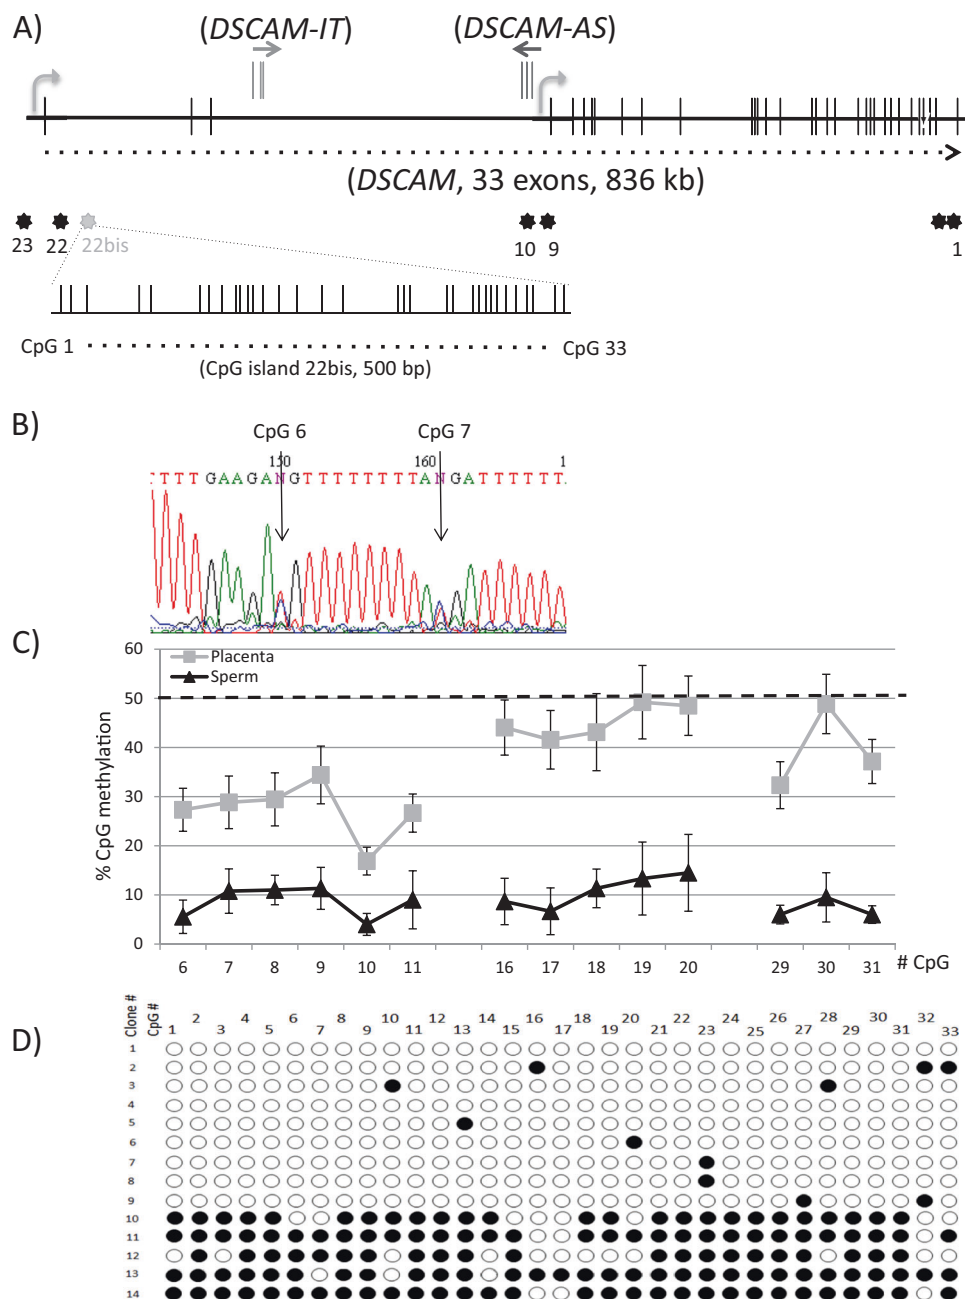 A)
(DSCAM-IT)
(DSCAM-AS)
(DSCAM, 33 exons, 836 kb)
23 22 22bis 10 9 1
CpG 1
CpG 33
(CpG island 22bis, 500 bp)
B)
CpG 6
CpG 7
150 160 1
T T T T G A A G A N G T T T T T T T T A N G A T T T T T T
C)
Placenta
Sperm
% CpG methylation
60
50
40
30
20
10
0
6 7 8 9 10 11 16 17 18 19 20 29 30 31
# CpG
D)
Clone #
CpG #
1 2 3 4 5 6 7 8 9 10 11 12 13 14 15 16 17 18 19 20 21 22 23 24 25 26 27 28 29 30 31 32 33
1
2
3
4
5
6
7
8
9
10
11
12
13
14